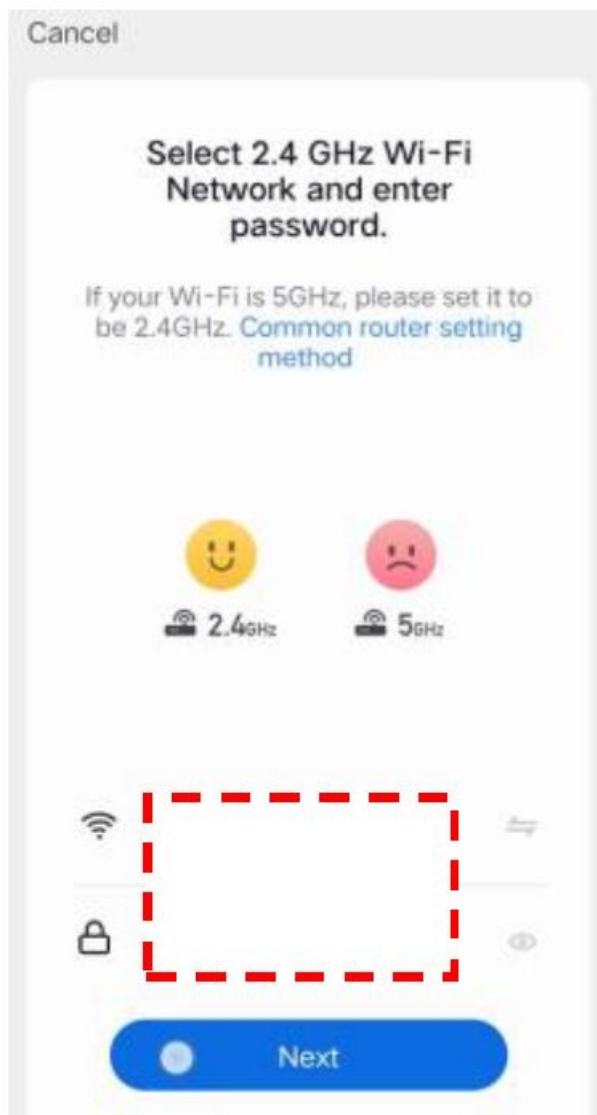 Cancel
Select 2.4 GHz Wi-Fi
Network and enter
password.
If your Wi-Fi is 5GHz, please set it to
be 2.4GHz. Common router setting
method
2.4GHz 5GHz
Next